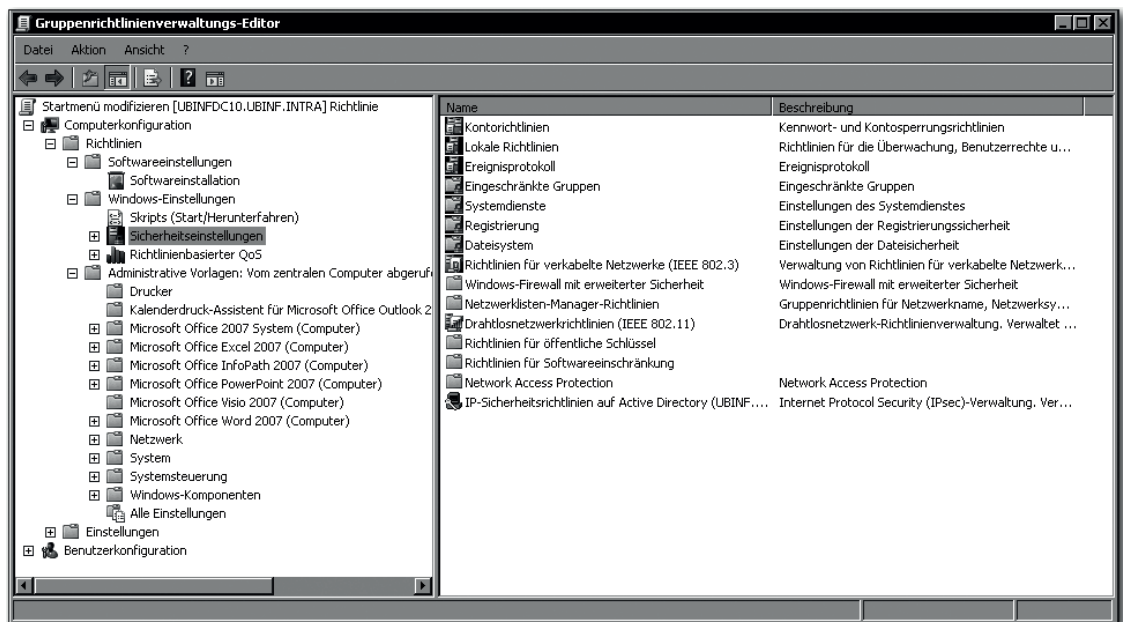 Gruppenrichtlinienverwaltungs-Editor
Datei Aktion Ansicht ?
Startmenü modifizieren [UBINFDC10.UBINF.INTRA] Richtlinie
Computerkonfiguration
Richtlinien
Softwareeinstellungen
Softwareinstallation
Windows-Einstellungen
Skripts (Start/Herunterfahren)
Sicherheitseinstellungen
Richtlinienbasierter QoS
Administrative Vorlagen: Vom zentralen Computer abgerufe
Drucker
Kalenderdruck-Assistent für Microsoft Office Outlook 2
Microsoft Office 2007 System (Computer)
Microsoft Office Excel 2007 (Computer)
Microsoft Office InfoPath 2007 (Computer)
Microsoft Office PowerPoint 2007 (Computer)
Microsoft Office Visio 2007 (Computer)
Microsoft Office Word 2007 (Computer)
Netzwerk
System
Systemsteuerung
Windows-Komponenten
Alle Einstellungen
Einstellungen
Benutzerkonfiguration
Name Beschreibung
Kontorichtlinien Kennwort- und Kontosperrungsrichtlinien
Lokale Richtlinien Richtlinien für die Überwachung, Benutzerrechte u...
Ereignisprotokoll Ereignisprotokoll
Eingeschränkte Gruppen Eingeschränkte Gruppen
Systemdienste Einstellungen des Systemdienstes
Registrierung Einstellungen der Registrierungssicherheit
Dateisystem Einstellungen der Dateisicherheit
Richtlinien für verkabelte Netzwerke (IEEE 802.3) Verwaltung von Richtlinien für verkabelte Netzwerk...
Windows-Firewall mit erweiterter Sicherheit Windows-Firewall mit erweiterter Sicherheit
Netzwerklisten-Manager-Richtlinien Gruppenrichtlinien für Netzwerkname, Netzwerksy...
Drahtlosnetzwerkrichtlinien (IEEE 802.11) Drahtlosnetzwerk-Richtlinienverwaltung. Verwaltet ...
Richtlinien für öffentliche Schlüssel
Richtlinien für Softwareeinschränkung
Network Access Protection Network Access Protection
IP-Sicherheitsrichtlinien auf Active Directory (UBINF.... Internet Protocol Security (IPsec)-Verwaltung. Ver...